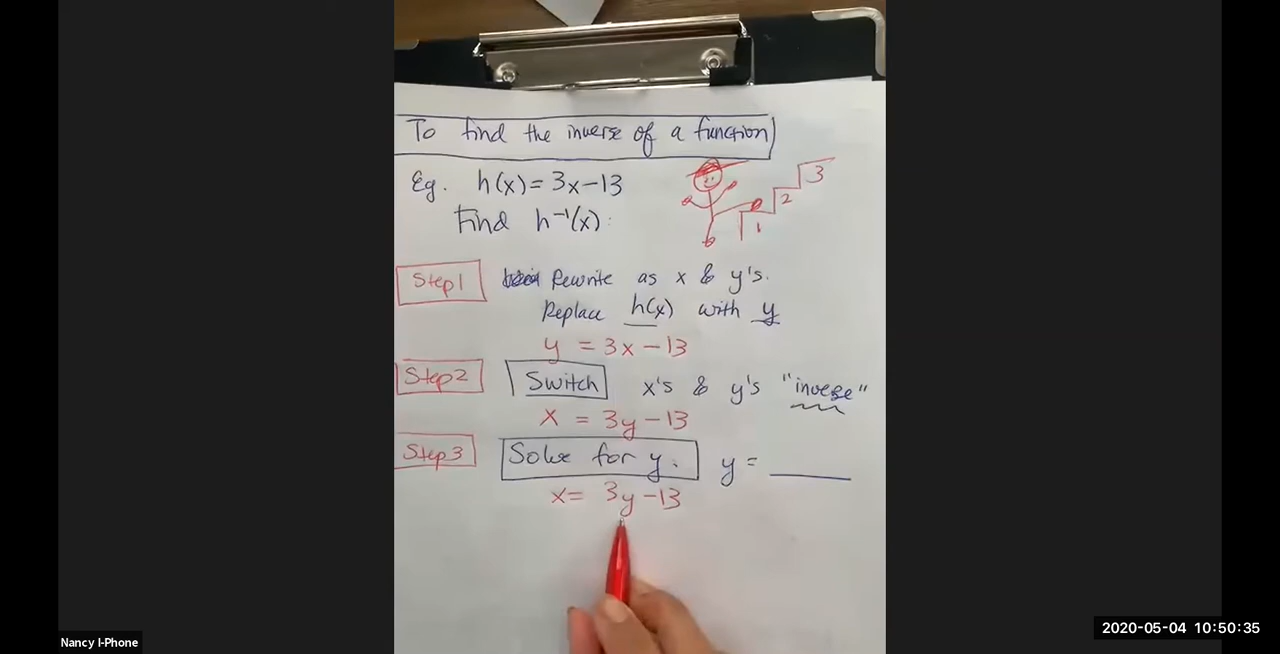 To find the inverse of a function
Eg. h(x) = 3x-13
Find h⁻¹(x):
1 2 3
Step1 Rewrite as x & y's.
Replace h(x) with y
y = 3x-13
Step2 Switch x's & y's "inverse"
x = 3y-13
Step3 Solve for y. y = ____
x = 3y-13
Nancy I-Phone
2020-05-04 10:50:35